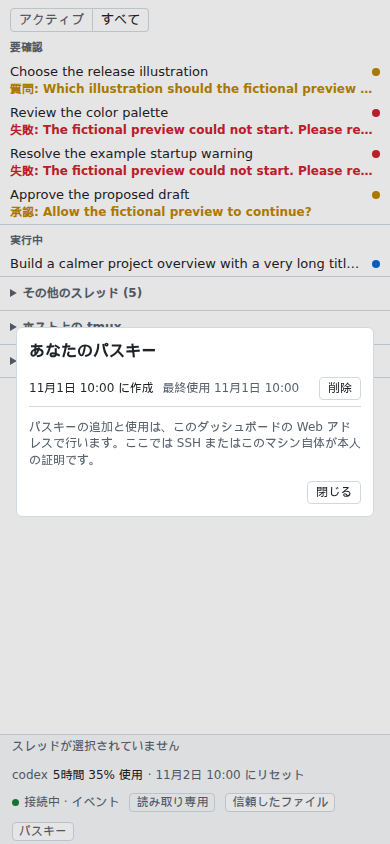 アクティブ すべて
要確認
Choose the release illustration
質問: Which illustration should the fictional preview …
Review the color palette
失敗: The fictional preview could not start. Please re…
Resolve the example startup warning
失敗: The fictional preview could not start. Please re…
Approve the proposed draft
承認: Allow the fictional preview to continue?
実行中
Build a calmer project overview with a very long titl…
▶ その他のスレッド (5)
▶ ホスト上の tmux
あなたのパスキー
11月1日 10:00 に作成 最終使用 11月1日 10:00 削除
パスキーの追加と使用は、このダッシュボードの Web アド
レスで行います。ここでは SSH またはこのマシン自体が本人
の証明です。
閉じる
スレッドが選択されていません
codex 5時間 35% 使用 · 11月2日 10:00 にリセット
接続中 · イベント 読み取り専用 信頼したファイル
パスキー